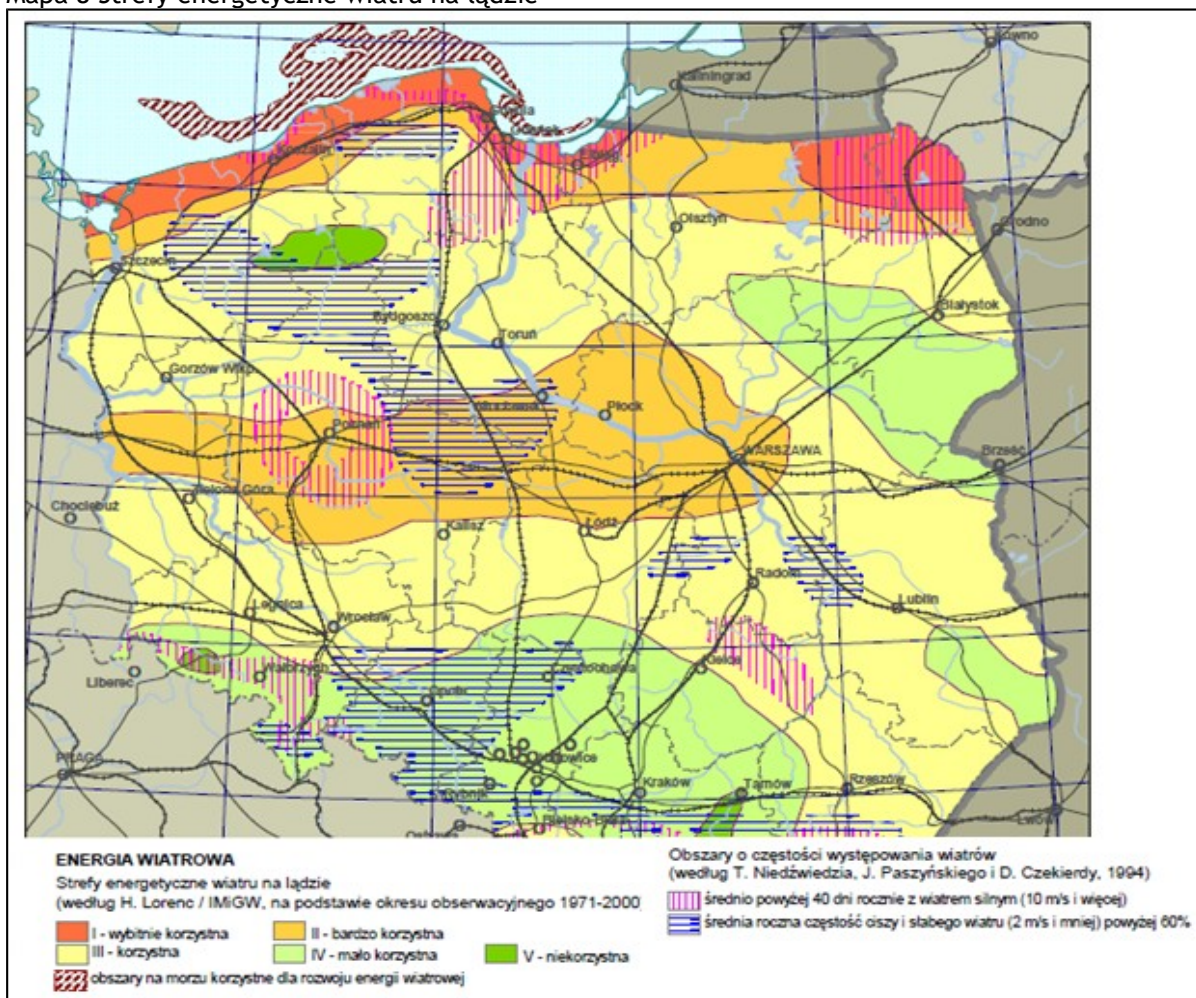 Mapa 8 Strefy energetyczne wiatru na lądzie
Kowno
Kaliningrad
Koszalin
Olsztyn
Grodno
Szczecin
Białystok
Toruń
Gorzów Wlkp.
Płock
Poznań
WARSZAWA
Brześć
Chociebuż
Kalisz
Łódź
Radom
Lublin
Legnica
Wrocław
Liberec
Wałbrzych
Częstochowa
Opole
PRAGA
Katowice
Kraków
Tarnów
Rzeszów
Rybnik
Lwów
ENERGIA WIATROWA
Strefy energetyczne wiatru na lądzie
(według H. Lorenc / IMiGW, na podstawie okresu obserwacyjnego 1971-2000)
I - wybitnie korzystna
II - bardzo korzystna
III - korzystna
IV - mało korzystna
V - niekorzystna
obszary na morzu korzystne dla rozwoju energii wiatrowej
Obszary o częstości występowania wiatrów
(według T. Niedźwiedzia, J. Paszyńskiego i D. Czekierdy, 1994)
średnio powyżej 40 dni rocznie z wiatrem silnym (10 m/s i więcej)
średnia roczna częstość ciszy i słabego wiatru (2 m/s i mniej) powyżej 60%